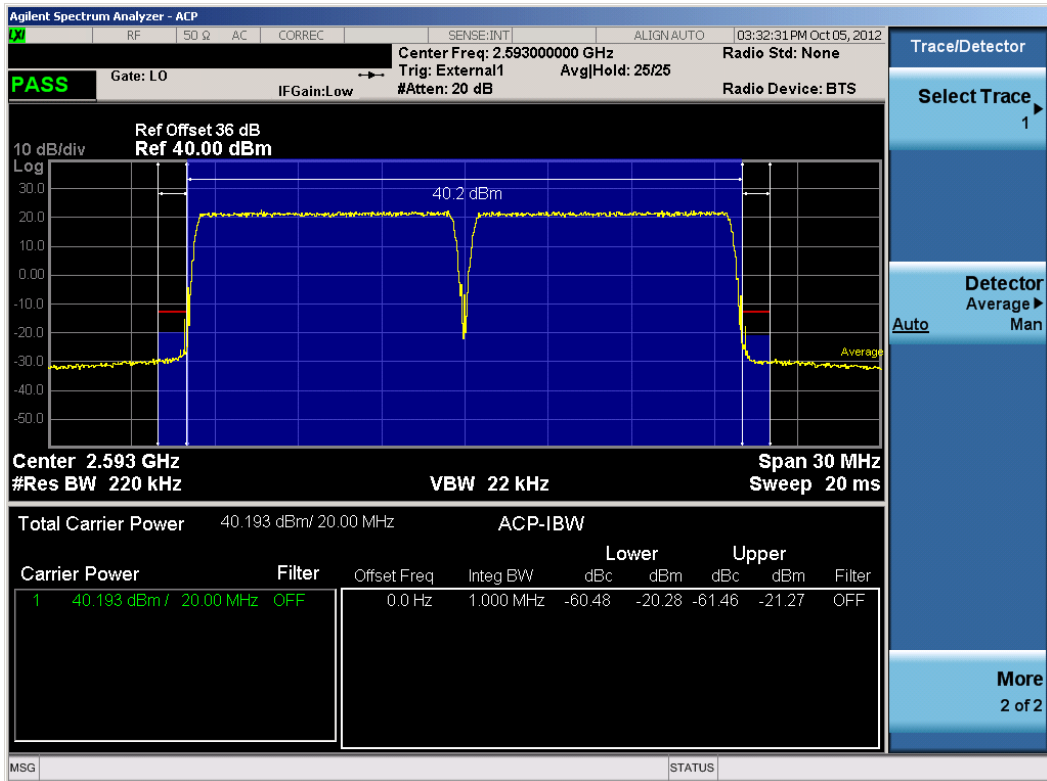 Agilent Spectrum Analyzer - ACP
LXI RF 50 Ω AC CORREC SENSE:INT ALIGN AUTO 03:32:31 PM Oct 05, 2012
Center Freq: 2.593000000 GHz Radio Std: None
Trig: External1 Avg|Hold: 25/25
PASS Gate: LO IFGain:Low #Atten: 20 dB Radio Device: BTS
Ref Offset 36 dB
10 dB/div Ref 40.00 dBm
Log
30.0
40.2 dBm
20.0
10.0
0.00
-10.0
-20.0
-30.0
Average
-40.0
-50.0
Center 2.593 GHz Span 30 MHz
#Res BW 220 kHz VBW 22 kHz Sweep 20 ms
Total Carrier Power 40.193 dBm/ 20.00 MHz ACP-IBW
Lower Upper
Carrier Power Filter Offset Freq Integ BW dBc dBm dBc dBm Filter
1 40.193 dBm / 20.00 MHz OFF 0.0 Hz 1.000 MHz -60.48 -20.28 -61.46 -21.27 OFF
MSG STATUS
Trace/Detector
Select Trace
1
Detector
Average
Auto Man
More
2 of 2